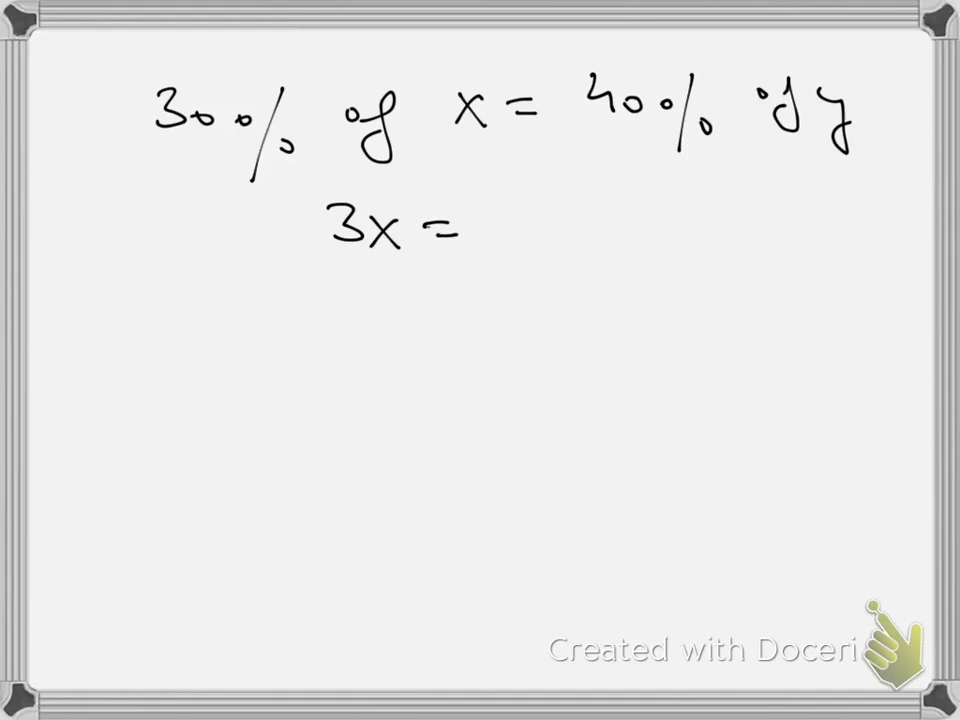 30% of x = 40% of y
3x =
Created with Doceri